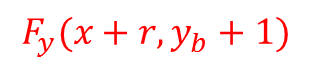 F_y(x + r, y_b + 1)